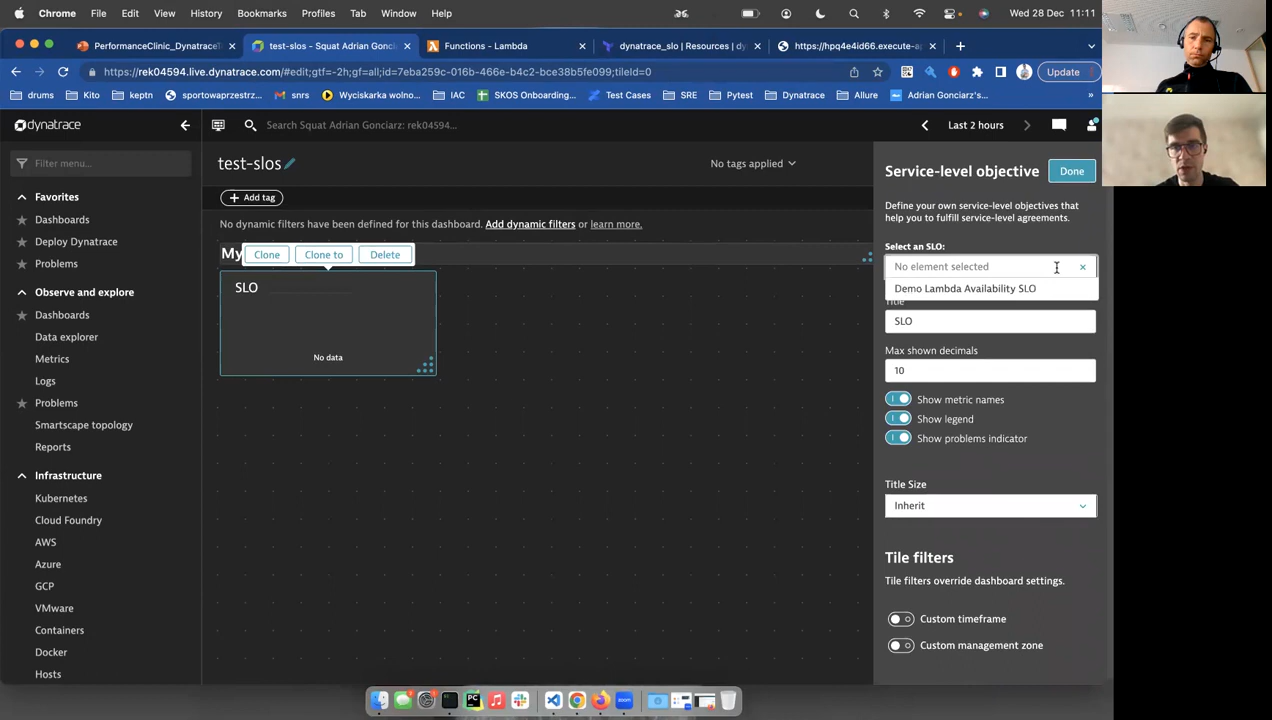 Chrome File Edit View History Bookmarks Profiles Tab Window Help Wed 28 Dec 11:11
PerformanceClinic_DynatraceT × test-slos - Squat Adrian Gonci × Functions - Lambda × dynatrace_slo | Resources | dy × https://hpq4e4id66.execute-a × +
https://rek04594.live.dynatrace.com/#edit;gtf=-2h;gf=all;id=7eba259c-016b-466e-b4c2-bce38b5fe099;tileId=0 Update
drums Kito keptn sportowaprzestrz... snrs Wyciskarka wolno... IAC SKOS Onboarding... Test Cases SRE Pytest Dynatrace Allure Adrian Gonciarz's... »
dynatrace Search Squat Adrian Gonciarz: rek04594... Last 2 hours
Filter menu...
Favorites
Dashboards
Deploy Dynatrace
Problems
Observe and explore
Dashboards
Data explorer
Metrics
Logs
Problems
Smartscape topology
Reports
Infrastructure
Kubernetes
Cloud Foundry
AWS
Azure
GCP
VMware
Containers
Docker
Hosts
test-slos
No tags applied
+ Add tag
No dynamic filters have been defined for this dashboard. Add dynamic filters or learn more.
My Clone Clone to Delete
SLO
No data
Service-level objective Done
Define your own service-level objectives that
help you to fulfill service-level agreements.
Select an SLO:
No element selected ×
Demo Lambda Availability SLO
Title
SLO
Max shown decimals
10
Show metric names
Show legend
Show problems indicator
Title Size
Inherit
Tile filters
Tile filters override dashboard settings.
Custom timeframe
Custom management zone